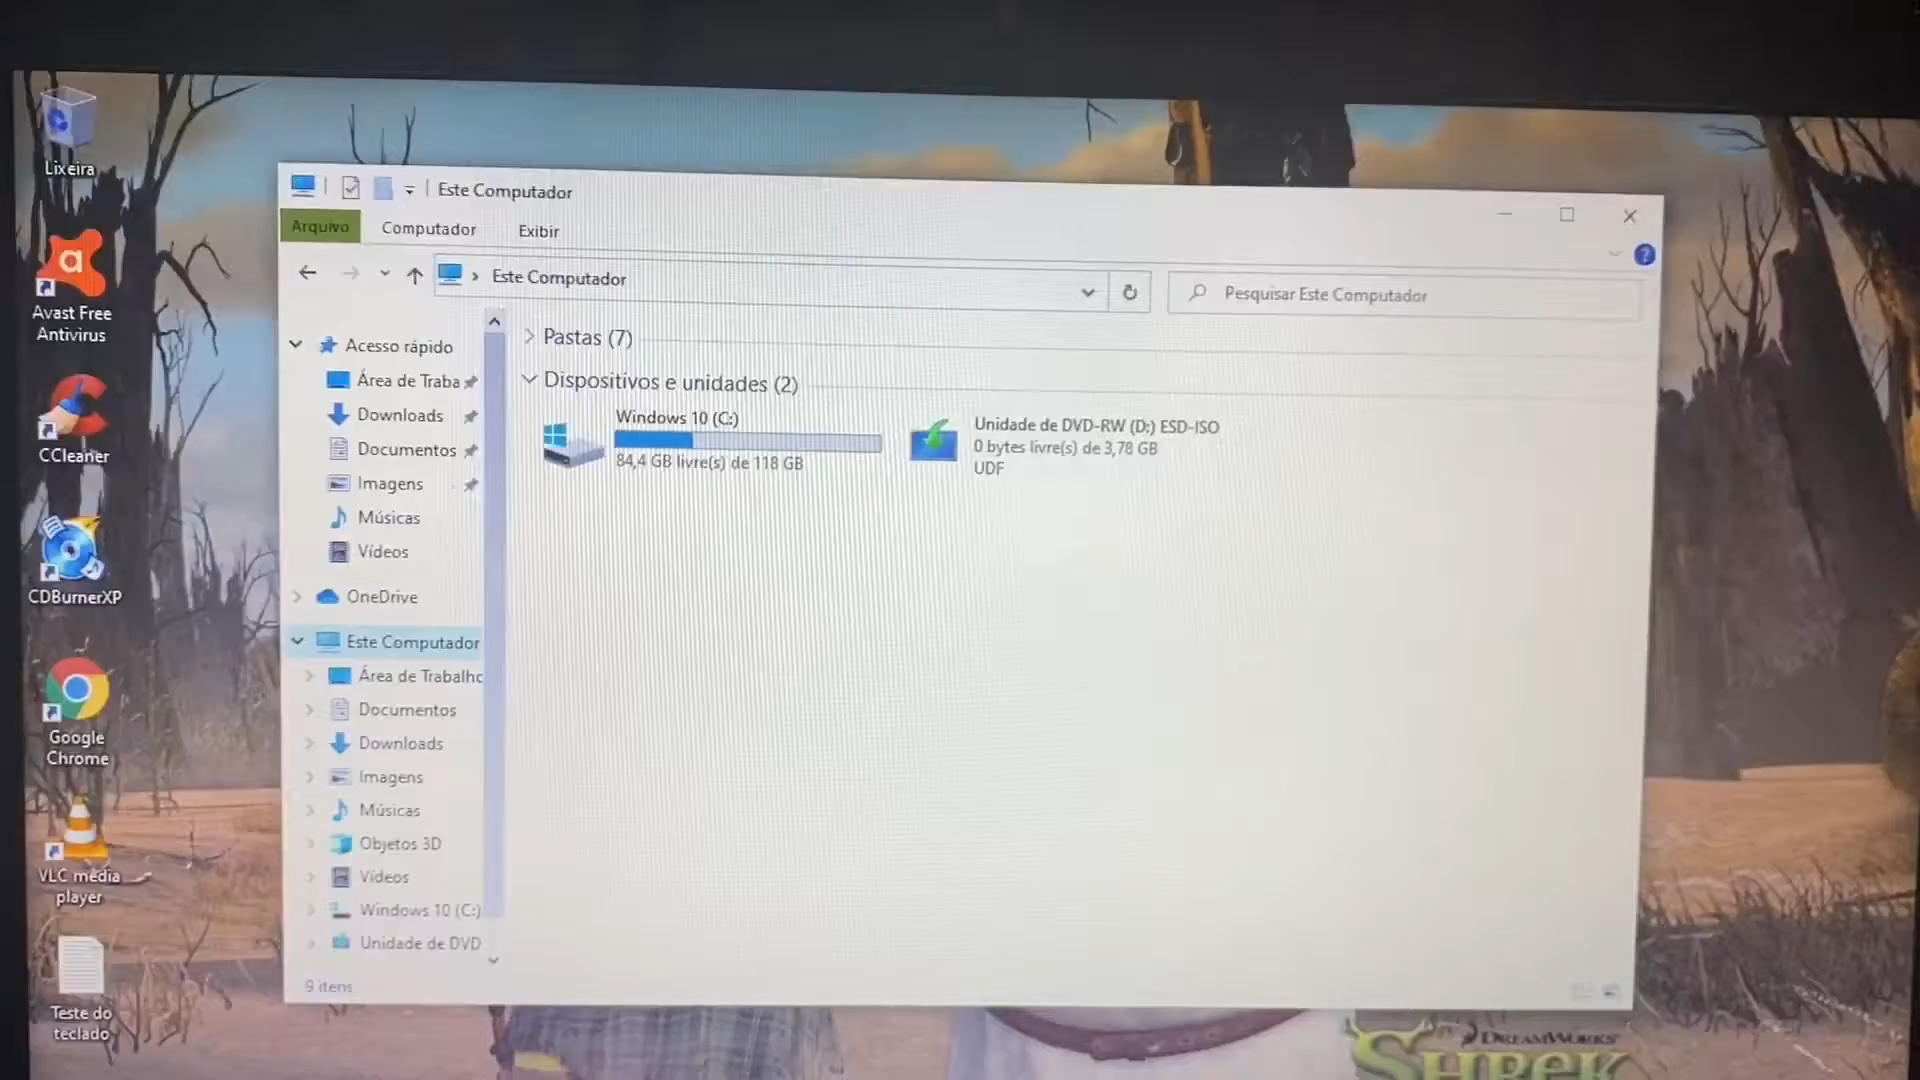 Lixeira
Avast Free
Antivirus
CCleaner
CDBurnerXP
Google
Chrome
VLC media
player
Teste do
teclado
Este Computador
Arquivo
Computador
Exibir
Este Computador
Pesquisar Este Computador
Acesso rápido
Área de Traba
Downloads
Documentos
Imagens
Músicas
Vídeos
OneDrive
Este Computador
Área de Trabalhc
Documentos
Downloads
Imagens
Músicas
Objetos 3D
Vídeos
Windows 10 (C:)
Unidade de DVD
9 itens
Pastas (7)
Dispositivos e unidades (2)
Windows 10 (C:)
84,4 GB livre(s) de 118 GB
Unidade de DVD-RW (D:) ESD-ISO
0 bytes livre(s) de 3,78 GB
UDF
DREAMWORKS
SHREK